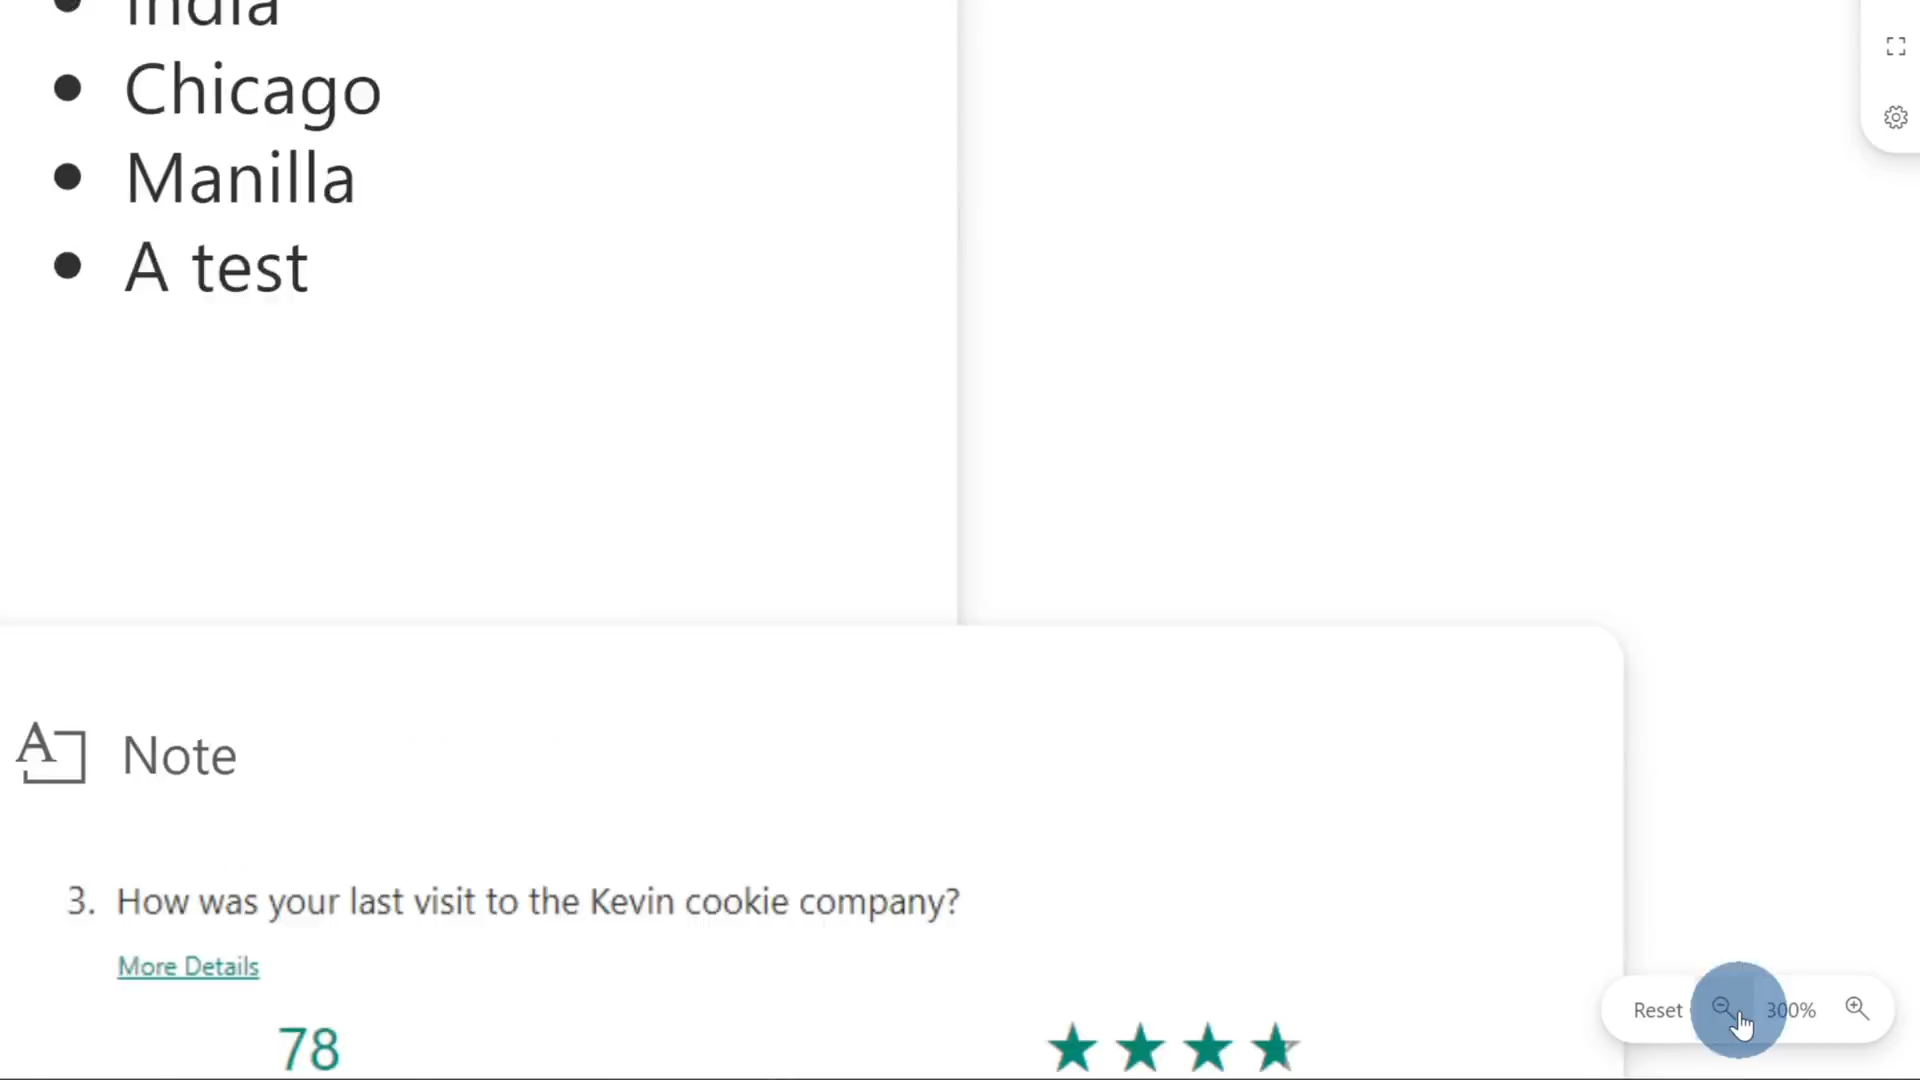 India
Chicago
Manilla
A test
Note
3. How was your last visit to the Kevin cookie company?
More Details
78
Reset 300%